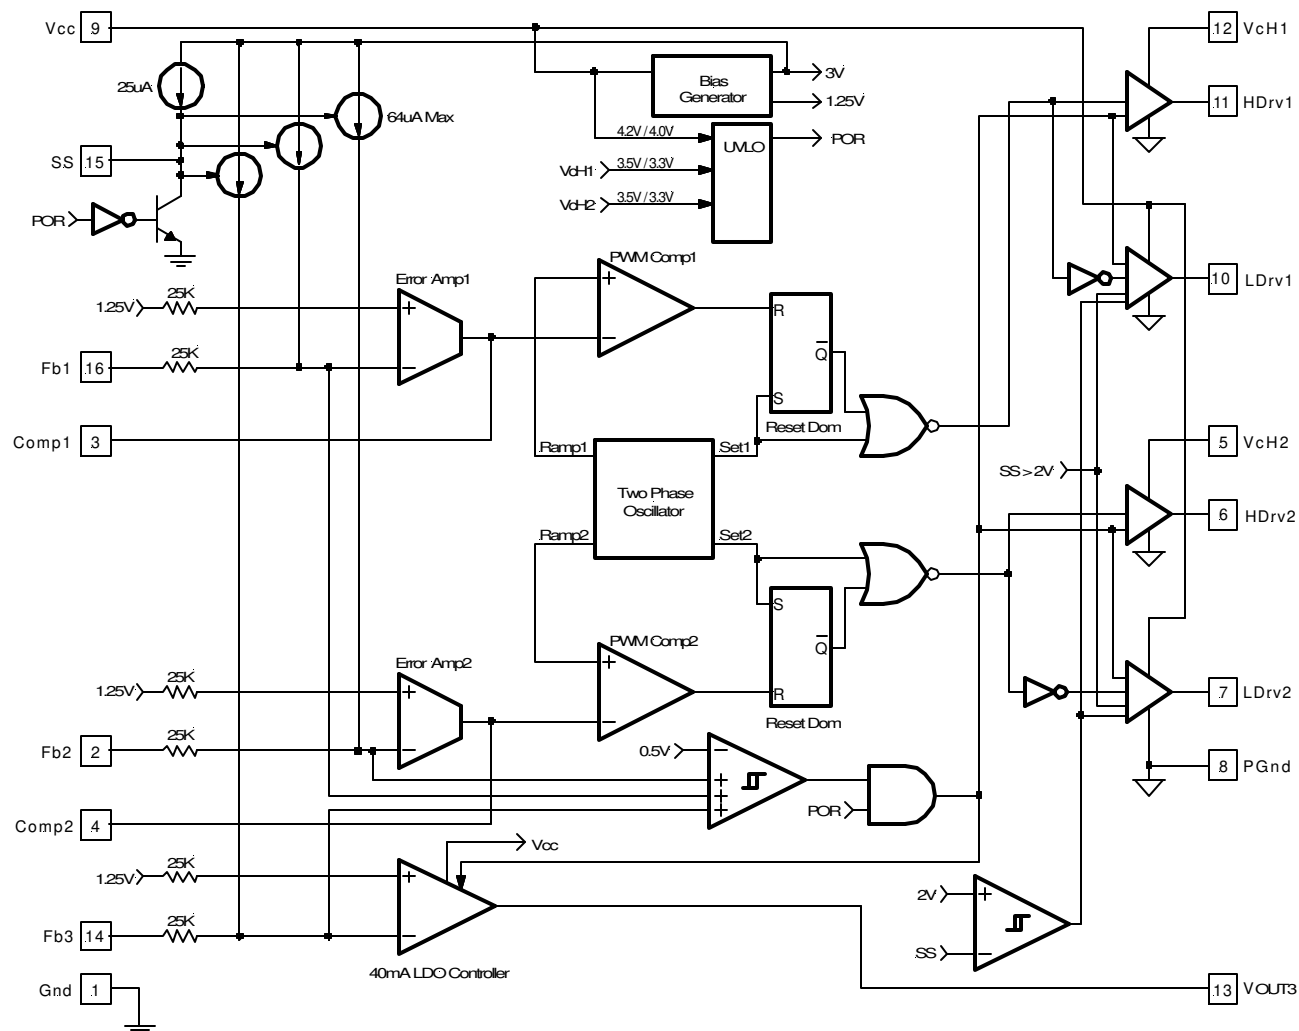 Vcc 9
12 VcH1
25uA
64uA Max
Bias
Generator
3V
1.25V
11 HDrv1
4.2V / 4.0V
UVLO
POR
SS 15
VcH1 3.5V / 3.3V
VcH2 3.5V / 3.3V
POR
PWM Comp1
Error Amp1
10 LDrv1
1.25V 25K
+
+
R
Q
Fb1 16 25K
−
−
S
Reset Dom
Comp1 3
Ramp1 Set1
5 VcH2
SS > 2V
Two Phase
Oscillator
6 HDrv2
Ramp2 Set2
S
Q
R
PWM Comp2
Error Amp2
1.25V 25K
+
+
7 LDrv2
Reset Dom
Fb2 2 25K
−
−
0.5V −
8 PGnd
+
+
+
POR
Comp2 4
Vcc
1.25V 25K
+
2V +
Fb3 14 25K
−
SS −
40mA LDO Controller
Gnd 1
13 VOUT3